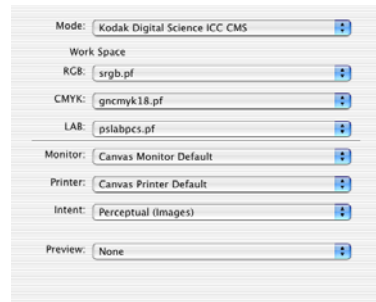 Mode: Kodak Digital Science ICC CMS
Work Space
RGB: srgb.pf
CMYK: gncmyk18.pf
LAB: pslabpcs.pf
Monitor: Canvas Monitor Default
Printer: Canvas Printer Default
Intent: Perceptual (Images)
Preview: None